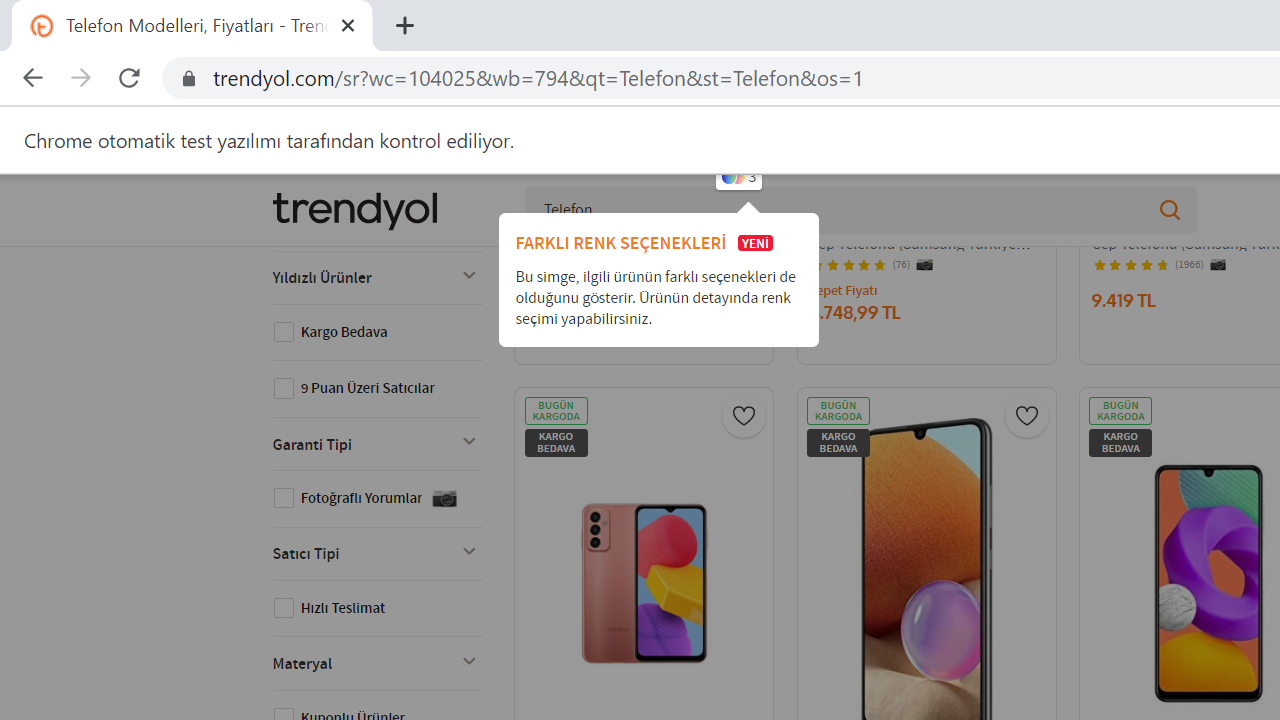 Telefon Modelleri, Fiyatları - Tren
trendyol.com/sr?wc=104025&wb=794&qt=Telefon&st=Telefon&os=1
Chrome otomatik test yazılımı tarafından kontrol ediliyor.
3
trendyol
Telefon
FARKLI RENK SEÇENEKLERİ YENİ
Bu simge, ilgili ürünün farklı seçenekleri de
olduğunu gösterir. Ürünün detayında renk
seçimi yapabilirsiniz.
(76)
(1966)
9.419 TL
.748,99 TL
Fiyatı
Yıldızlı Ürünler
Kargo Bedava
9 Puan Üzeri Satıcılar
Garanti Tipi
Fotoğraflı Yorumlar
Satıcı Tipi
Hızlı Teslimat
Materyal
Kuponlu Ürünler
BUGÜN
KARGODA
KARGO
BEDAVA
BUGÜN
KARGODA
KARGO
BEDAVA
BUGÜN
KARGODA
KARGO
BEDAVA